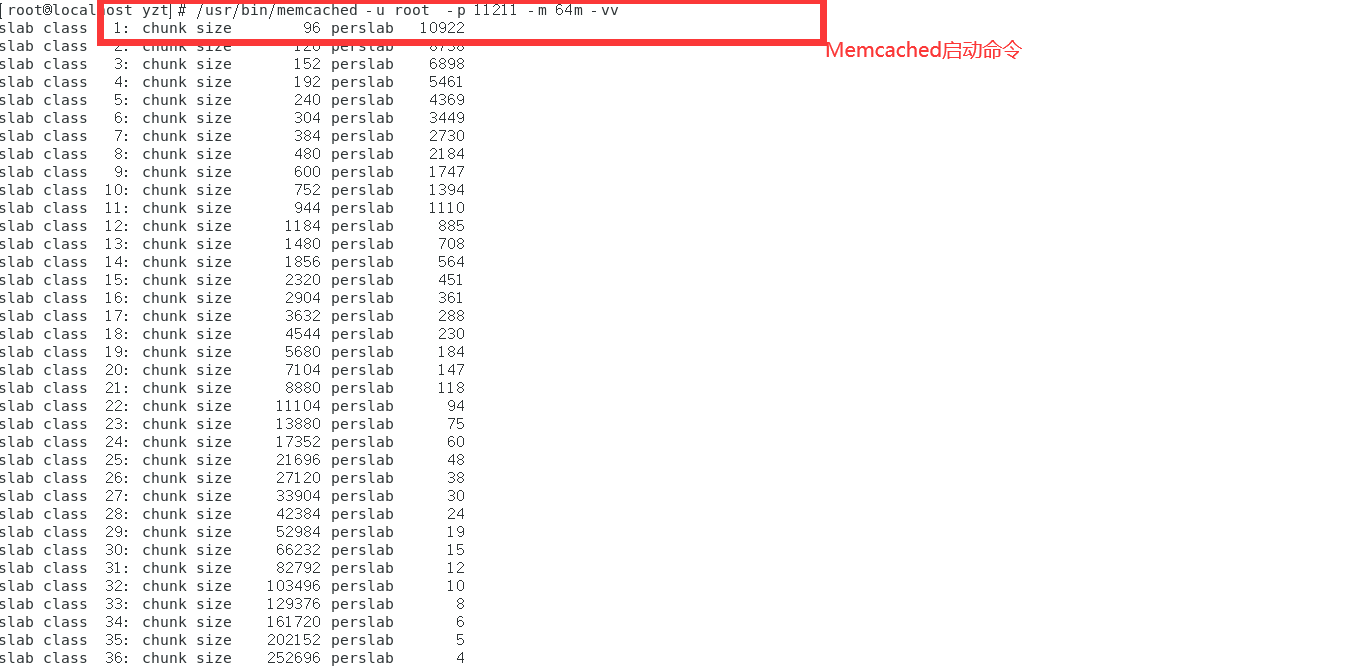 [root@localhost yzt]# /usr/bin/memcached -u root  -p 11211 -m 64m -vv
slab class   1: chunk size        96 perslab   10922
Memcached启动命令
slab class   2: chunk size       120 perslab    8738
slab class   3: chunk size       152 perslab    6898
slab class   4: chunk size       192 perslab    5461
slab class   5: chunk size       240 perslab    4369
slab class   6: chunk size       304 perslab    3449
slab class   7: chunk size       384 perslab    2730
slab class   8: chunk size       480 perslab    2184
slab class   9: chunk size       600 perslab    1747
slab class  10: chunk size       752 perslab    1394
slab class  11: chunk size       944 perslab    1110
slab class  12: chunk size      1184 perslab     885
slab class  13: chunk size      1480 perslab     708
slab class  14: chunk size      1856 perslab     564
slab class  15: chunk size      2320 perslab     451
slab class  16: chunk size      2904 perslab     361
slab class  17: chunk size      3632 perslab     288
slab class  18: chunk size      4544 perslab     230
slab class  19: chunk size      5680 perslab     184
slab class  20: chunk size      7104 perslab     147
slab class  21: chunk size      8880 perslab     118
slab class  22: chunk size     11104 perslab      94
slab class  23: chunk size     13880 perslab      75
slab class  24: chunk size     17352 perslab      60
slab class  25: chunk size     21696 perslab      48
slab class  26: chunk size     27120 perslab      38
slab class  27: chunk size     33904 perslab      30
slab class  28: chunk size     42384 perslab      24
slab class  29: chunk size     52984 perslab      19
slab class  30: chunk size     66232 perslab      15
slab class  31: chunk size     82792 perslab      12
slab class  32: chunk size    103496 perslab      10
slab class  33: chunk size    129376 perslab       8
slab class  34: chunk size    161720 perslab       6
slab class  35: chunk size    202152 perslab       5
slab class  36: chunk size    252696 perslab       4